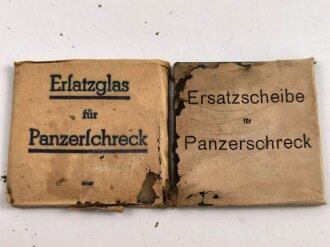 Erſatzglas
für
Panzerſchreck
Ersatzscheibe
für
Panzerschreck